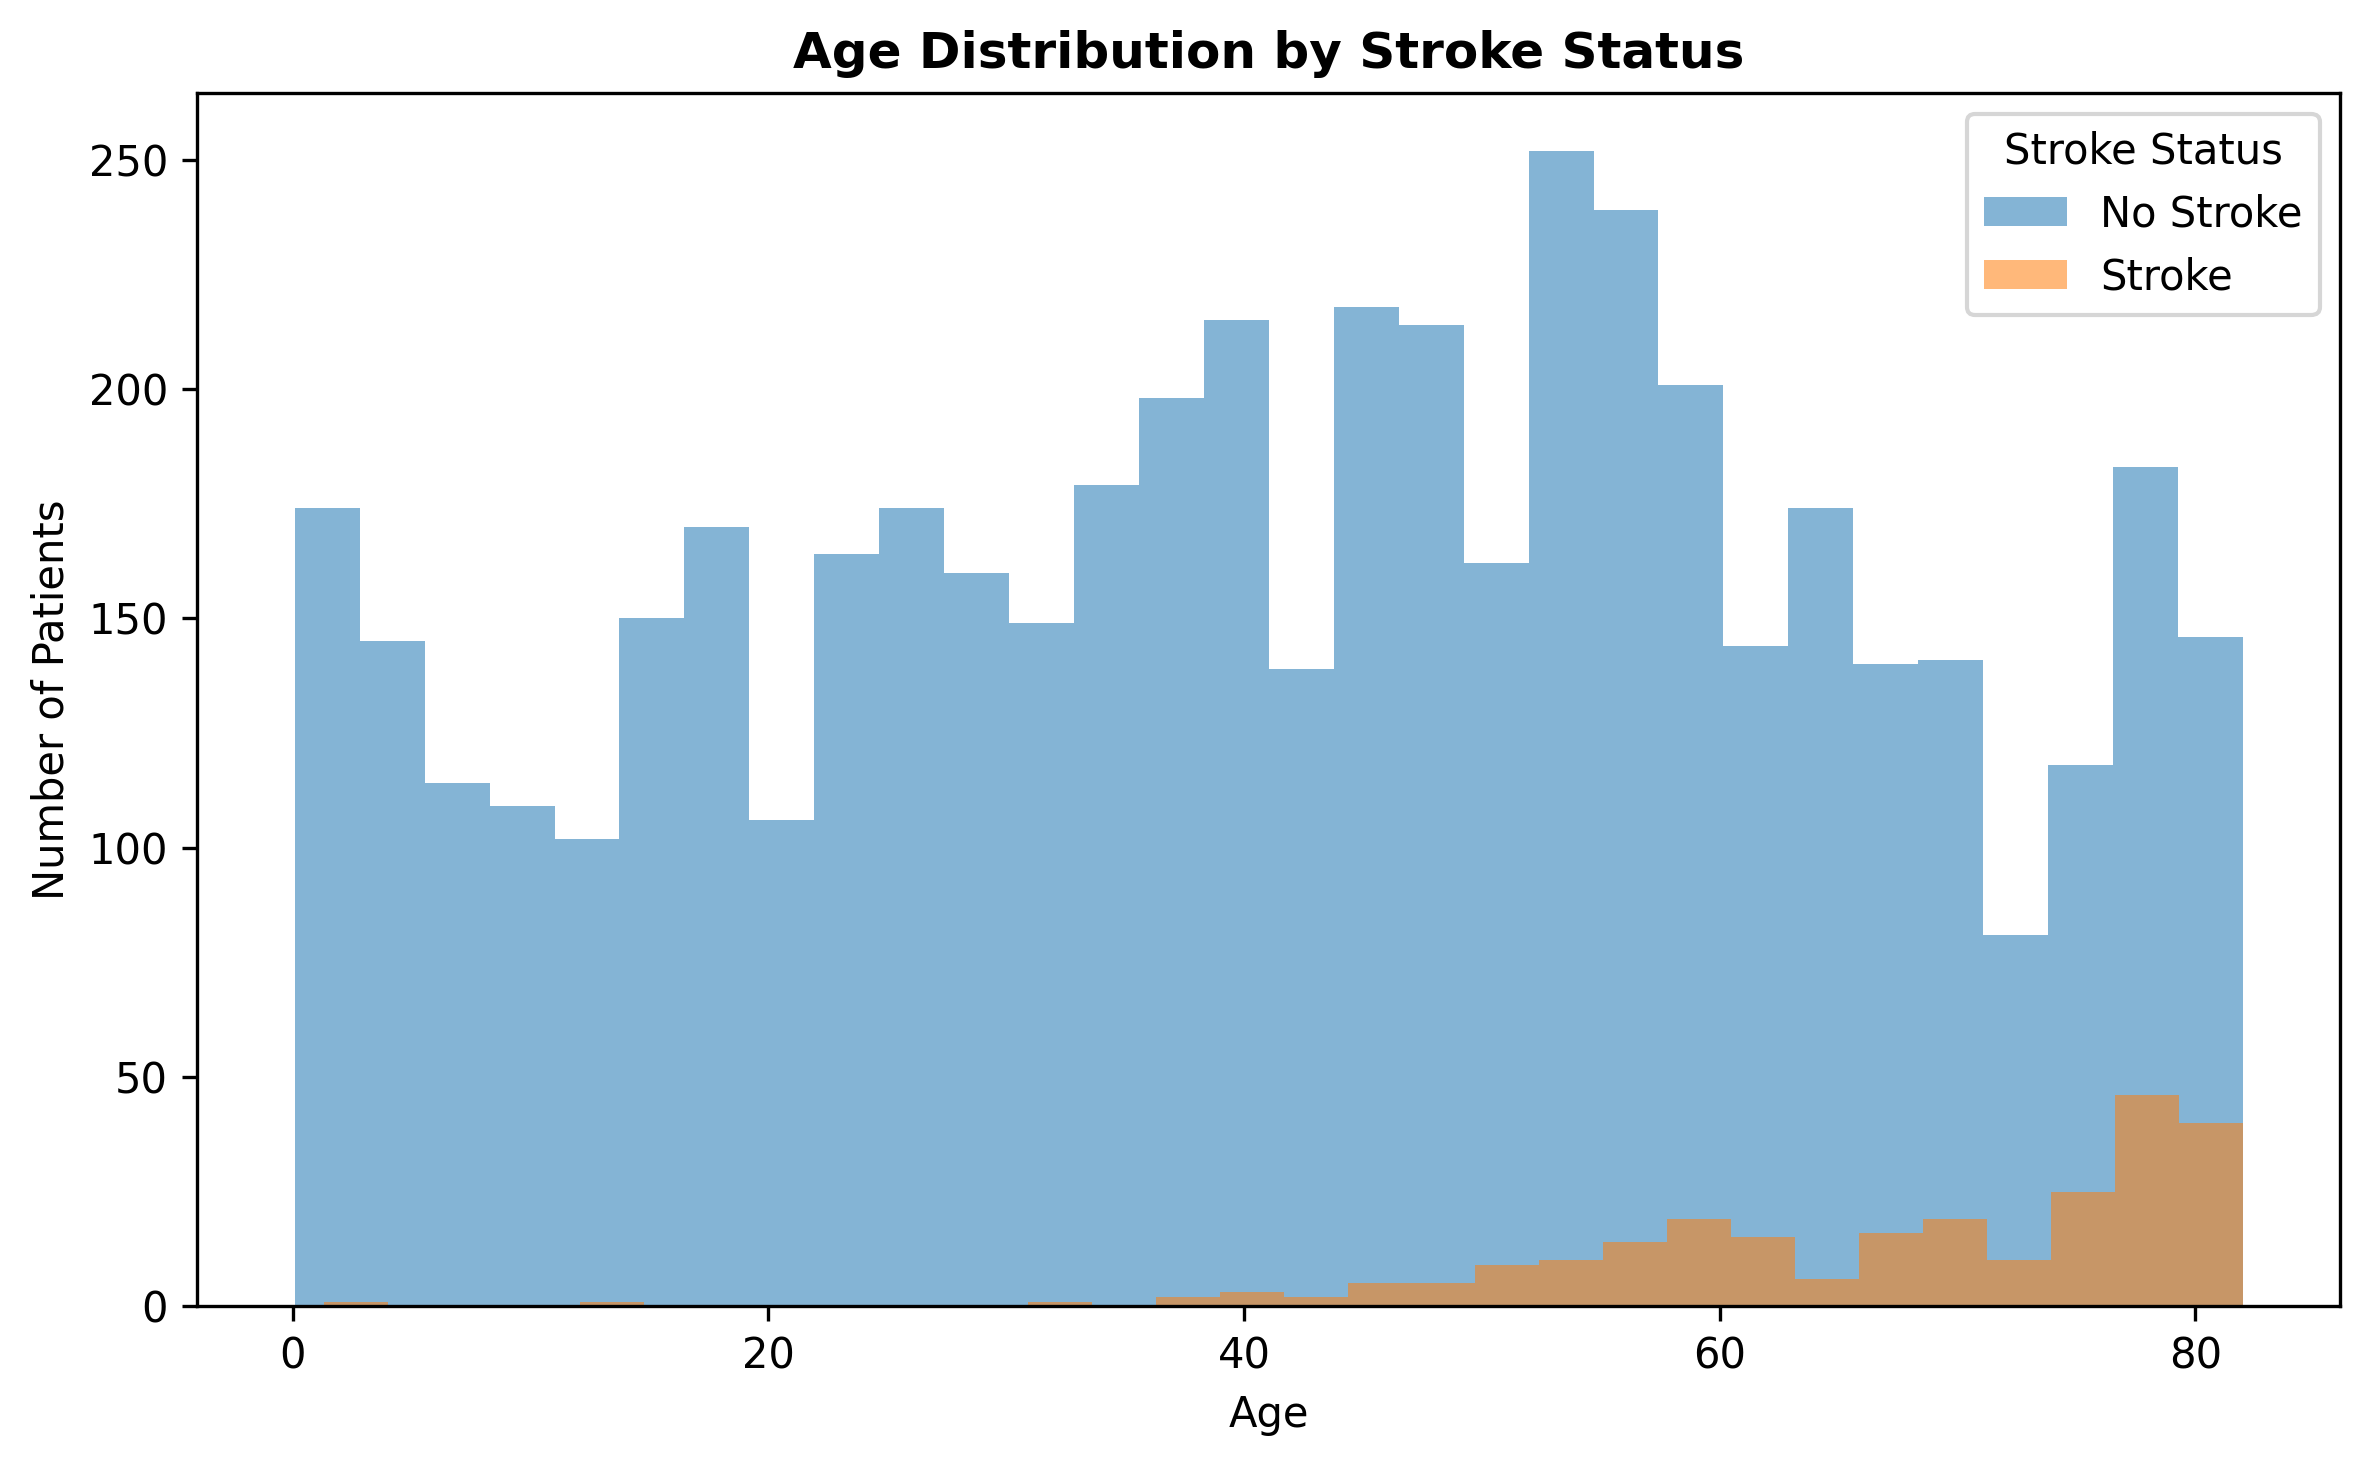 Age Distribution by Stroke Status
Stroke Status
No Stroke
Stroke
Number of Patients
250
200
150
100
50
0
0 20 40 60 80
Age